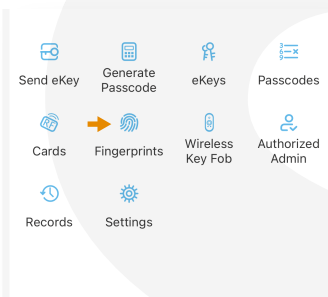 Send eKey
Generate
Passcode
eKeys
Passcodes
Cards
Fingerprints
Wireless
Key Fob
Authorized
Admin
Records
Settings